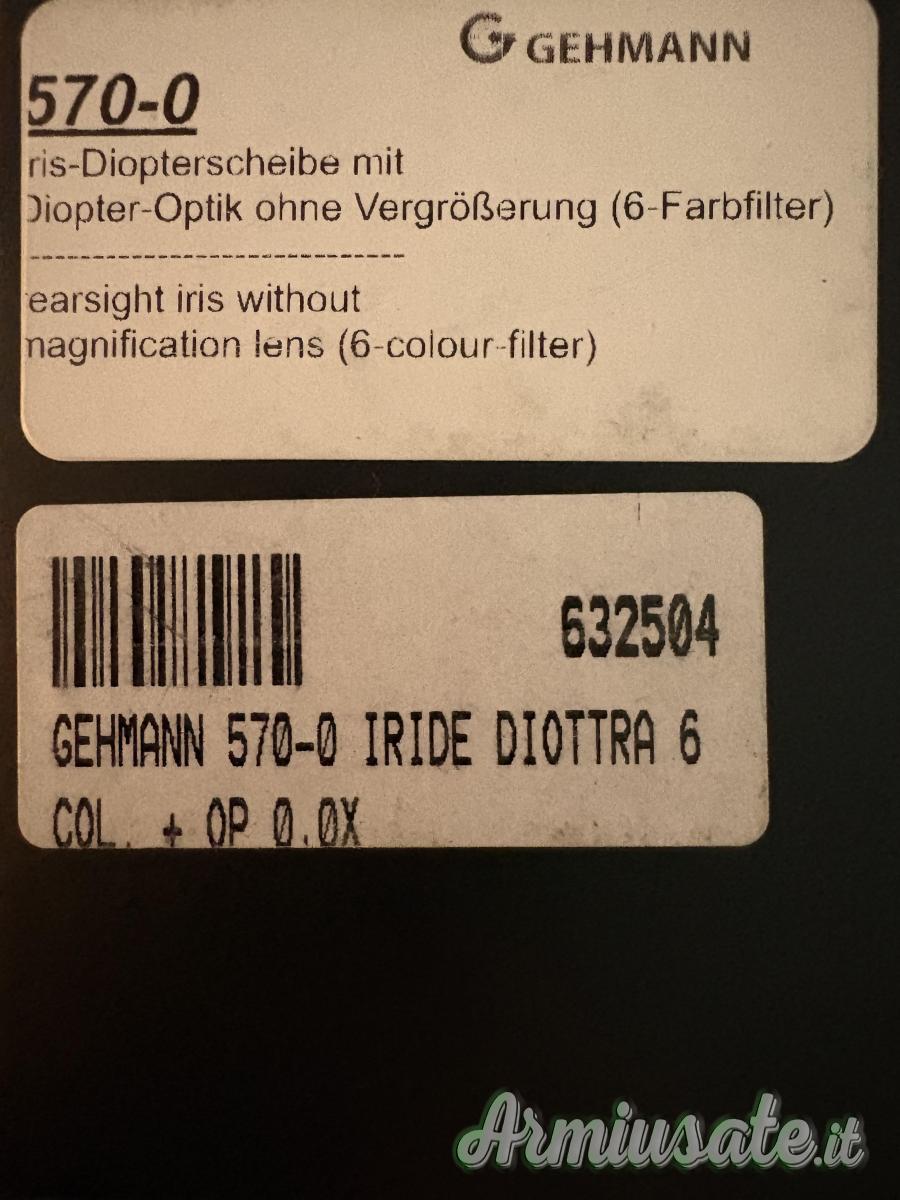 GEHMANN
570-0
ris-Diopterscheibe mit
Diopter-Optik ohne Vergrößerung (6-Farbfilter)
earsight iris without
magnification lens (6-colour-filter)
632504
GEHMANN 570-0 IRIDE DIOTTRA 6
COL. + OP 0.0X
Armiusate.it